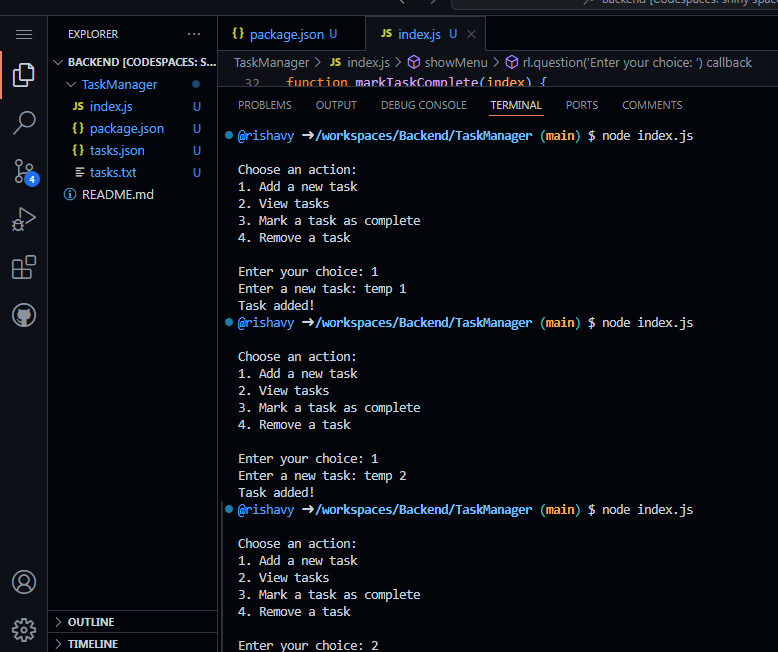 Backend [Codespaces: shiny space
EXPLORER ···
BACKEND [CODESPACES: S...
TaskManager
JS index.js U
{} package.json U
{} tasks.json U
tasks.txt U
README.md
4
OUTLINE
TIMELINE
{} package.json U
JS index.js U
TaskManager > JS index.js > showMenu > rl.question('Enter your choice: ') callback
32 function markTaskComplete(index) {
PROBLEMS OUTPUT DEBUG CONSOLE TERMINAL PORTS COMMENTS
@rishavy ➜/workspaces/Backend/TaskManager (main) $ node index.js
Choose an action:
1. Add a new task
2. View tasks
3. Mark a task as complete
4. Remove a task
Enter your choice: 1
Enter a new task: temp 1
Task added!
@rishavy ➜/workspaces/Backend/TaskManager (main) $ node index.js
Choose an action:
1. Add a new task
2. View tasks
3. Mark a task as complete
4. Remove a task
Enter your choice: 1
Enter a new task: temp 2
Task added!
@rishavy ➜/workspaces/Backend/TaskManager (main) $ node index.js
Choose an action:
1. Add a new task
2. View tasks
3. Mark a task as complete
4. Remove a task
Enter your choice: 2